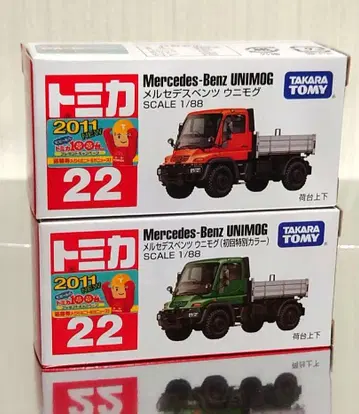 Mercedes-Benz UNIMOG
メルセデスベンツ ウニモグ
SCALE 1/88
TAKARA
TOMY
トミカ
2011
NEW
22
荷台上下
Mercedes-Benz UNIMOG
メルセデスベンツ ウニモグ(初回特別カラー)
SCALE 1/88
TAKARA
TOMY
トミカ
2011
NEW
22
荷台上下